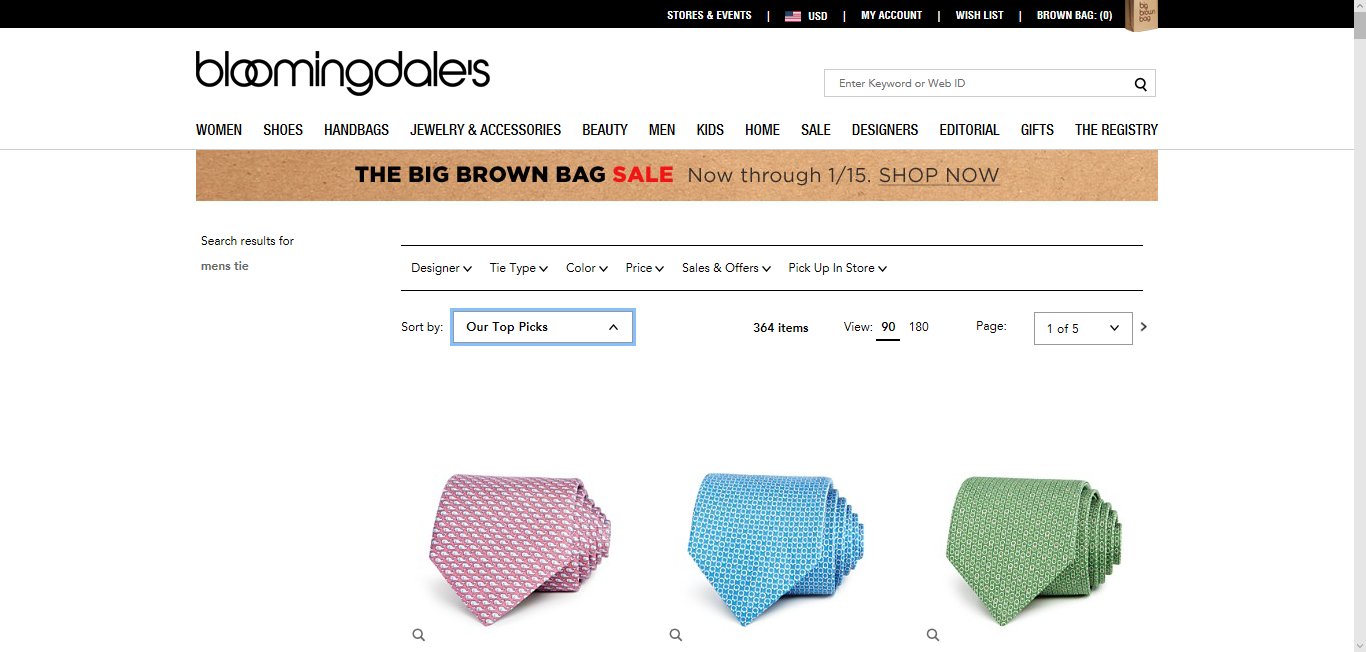 STORES & EVENTS | USD | MY ACCOUNT | WISH LIST | BROWN BAG: (0)
big brown bag
bloomingdale's
Enter Keyword or Web ID
WOMEN SHOES HANDBAGS JEWELRY & ACCESSORIES BEAUTY MEN KIDS HOME SALE DESIGNERS EDITORIAL GIFTS THE REGISTRY
THE BIG BROWN BAG SALE Now through 1/15. SHOP NOW
Search results for
mens tie
Designer Tie Type Color Price Sales & Offers Pick Up In Store
Sort by: Our Top Picks 364 items View: 90 180 Page: 1 of 5